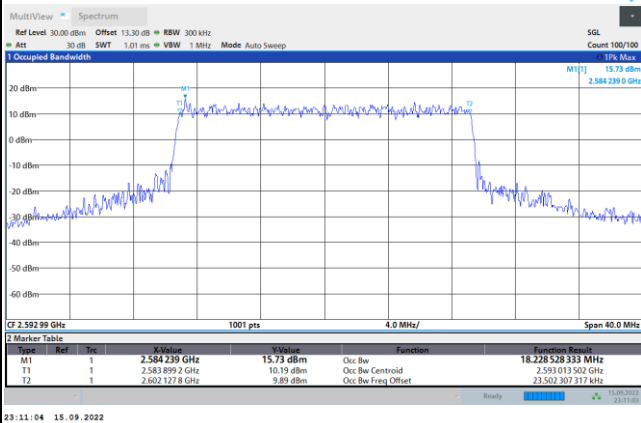 MultiView Spectrum
Ref Level 30.00 dBm Offset 13.30 dB RBW 300 kHz SGL
Att 30 dB SWT 1.01 ms VBW 1 MHz Mode Auto Sweep Count 100/100
1 Occupied Bandwidth 1Pk Max
M1[1] 15.73 dBm
2.584 239 0 GHz
M1
T1
T2
20 dBm
10 dBm
0 dBm
-10 dBm
-20 dBm
-30 dBm
-40 dBm
-50 dBm
-60 dBm
CF 2.592 99 GHz 1001 pts 4.0 MHz/ Span 40.0 MHz
2 Marker Table
Type Ref Trc X-Value Y-Value Function Function Result
M1 1 2.584 239 GHz 15.73 dBm Occ Bw 18.228 528 333 MHz
T1 1 2.583 899 2 GHz 10.19 dBm Occ Bw Centroid 2.593 013 502 GHz
T2 1 2.602 127 8 GHz 9.89 dBm Occ Bw Freq Offset 23.502 307 317 kHz
Ready 15.09.2022
23:11:03
23:11:04 15.09.2022